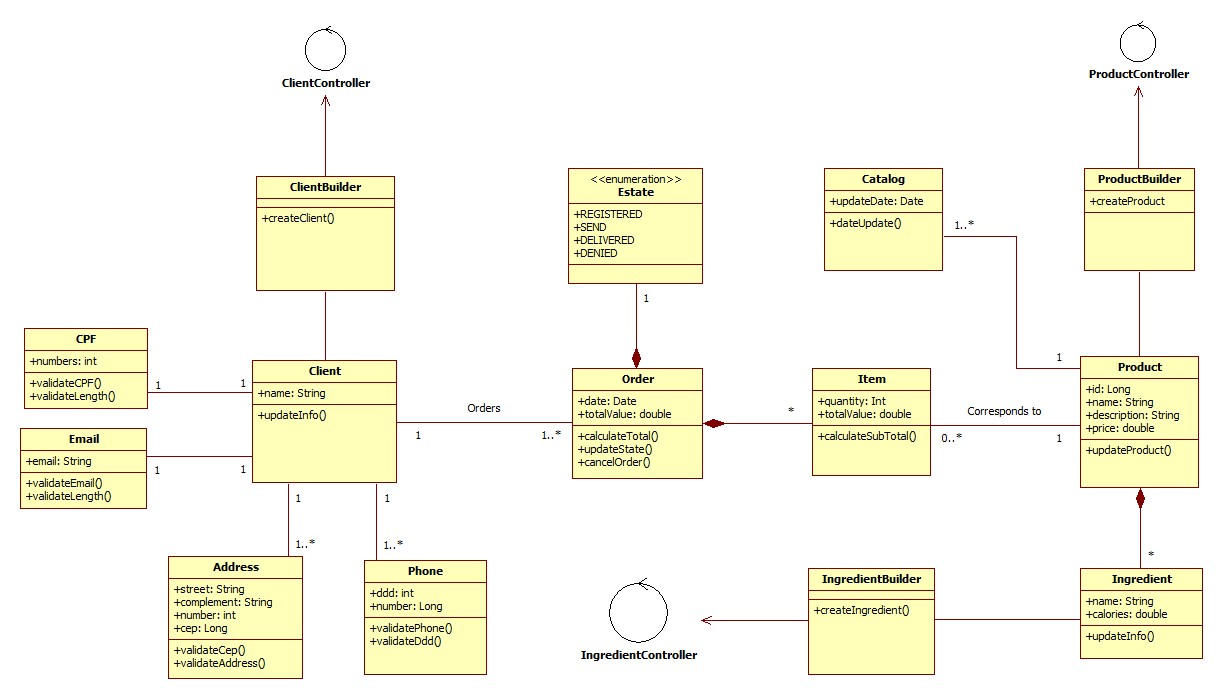 ClientController
ProductController
ClientBuilder
+createClient()
<<enumeration>>
Estate
+REGISTERED
+SEND
+DELIVERED
+DENIED
1
Catalog
+updateDate: Date
+dateUpdate()
1..*
1
ProductBuilder
+createProduct
CPF
+numbers: int
+validateCPF()
+validateLength()
1
1
Email
+email: String
+validateEmail()
+validateLength()
1
1
Client
+name: String
+updateInfo()
Orders
1
1..*
Order
+date: Date
+totalValue: double
+calculateTotal()
+updateState()
+cancelOrder()
*
Item
+quantity: Int
+totalValue: double
+calculateSubTotal()
Corresponds to
0..*
1
Product
+id: Long
+name: String
+description: String
+price: double
+updateProduct()
1
1..*
1
1..*
*
Address
+street: String
+complement: String
+number: int
+cep: Long
+validateCep()
+validateAddress()
Phone
+ddd: int
+number: Long
+validatePhone()
+validateDdd()
IngredientController
IngredientBuilder
+createIngredient()
Ingredient
+name: String
+calories: double
+updateInfo()